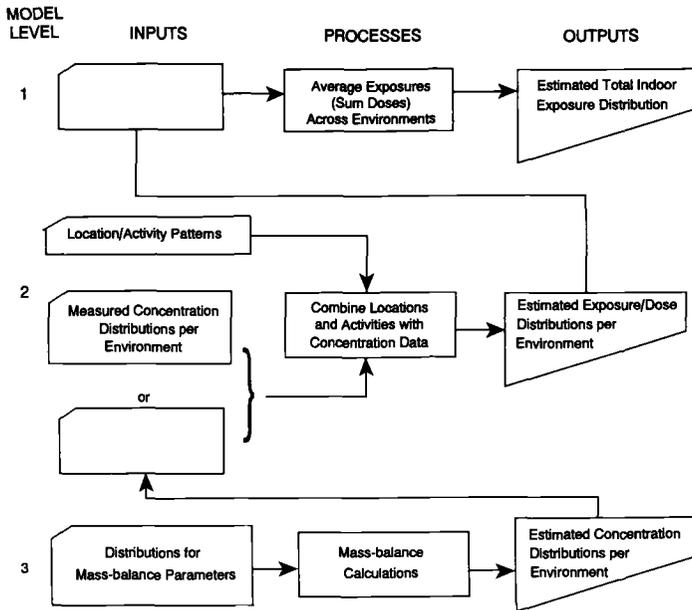 MODEL
LEVEL
INPUTS
PROCESSES
OUTPUTS
1
Average Exposures
(Sum Doses)
Across Environments
Estimated Total Indoor
Exposure Distribution
Location/Activity Patterns
2
Measured Concentration
Distributions per
Environment
Combine Locations
and Activities with
Concentration Data
Estimated Exposure/Dose
Distributions per
Environment
or
3
Distributions for
Mass-balance Parameters
Mass-balance
Calculations
Estimated Concentration
Distributions per
Environment